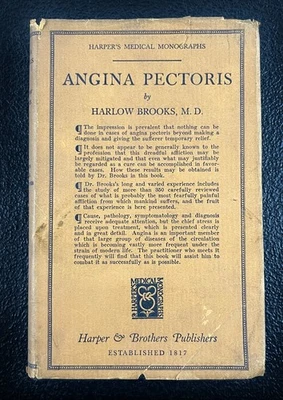 HARPER'S MEDICAL MONOGRAPHS
ANGINA PECTORIS
by
HARLOW BROOKS, M. D.
¶ The impression is prevalent that nothing can be
done in cases of angina pectoris beyond making a
diagnosis and giving the sufferer temporary relief.
¶ It does not appear to be generally known to the
profession that this dreadful affliction may be
largely mitigated and that even what may justifiably
be regarded as a cure can be accomplished in favor-
able cases. How these results may be obtained is
told by Dr. Brooks in this book.
¶ Dr. Brooks's long and varied experience includes
the study of more than 350 carefully reviewed
cases of what is probably the most fearfully painful
affliction from which mankind suffers, and the fruit
of that experience is here presented.
¶ Cause, pathology, symptomatology and diagnosis
receive adequate attention, but the chief stress is
placed upon treatment, which is presented clearly
and in great detail. Angina is an important member
of that large group of diseases of the circulation
which is becoming vastly more frequent under the
strain of modern life. The practitioner who meets it
frequently will find that this book will assist him to
combat it as successfully as is possible.
Harper & Brothers Publishers
ESTABLISHED 1817